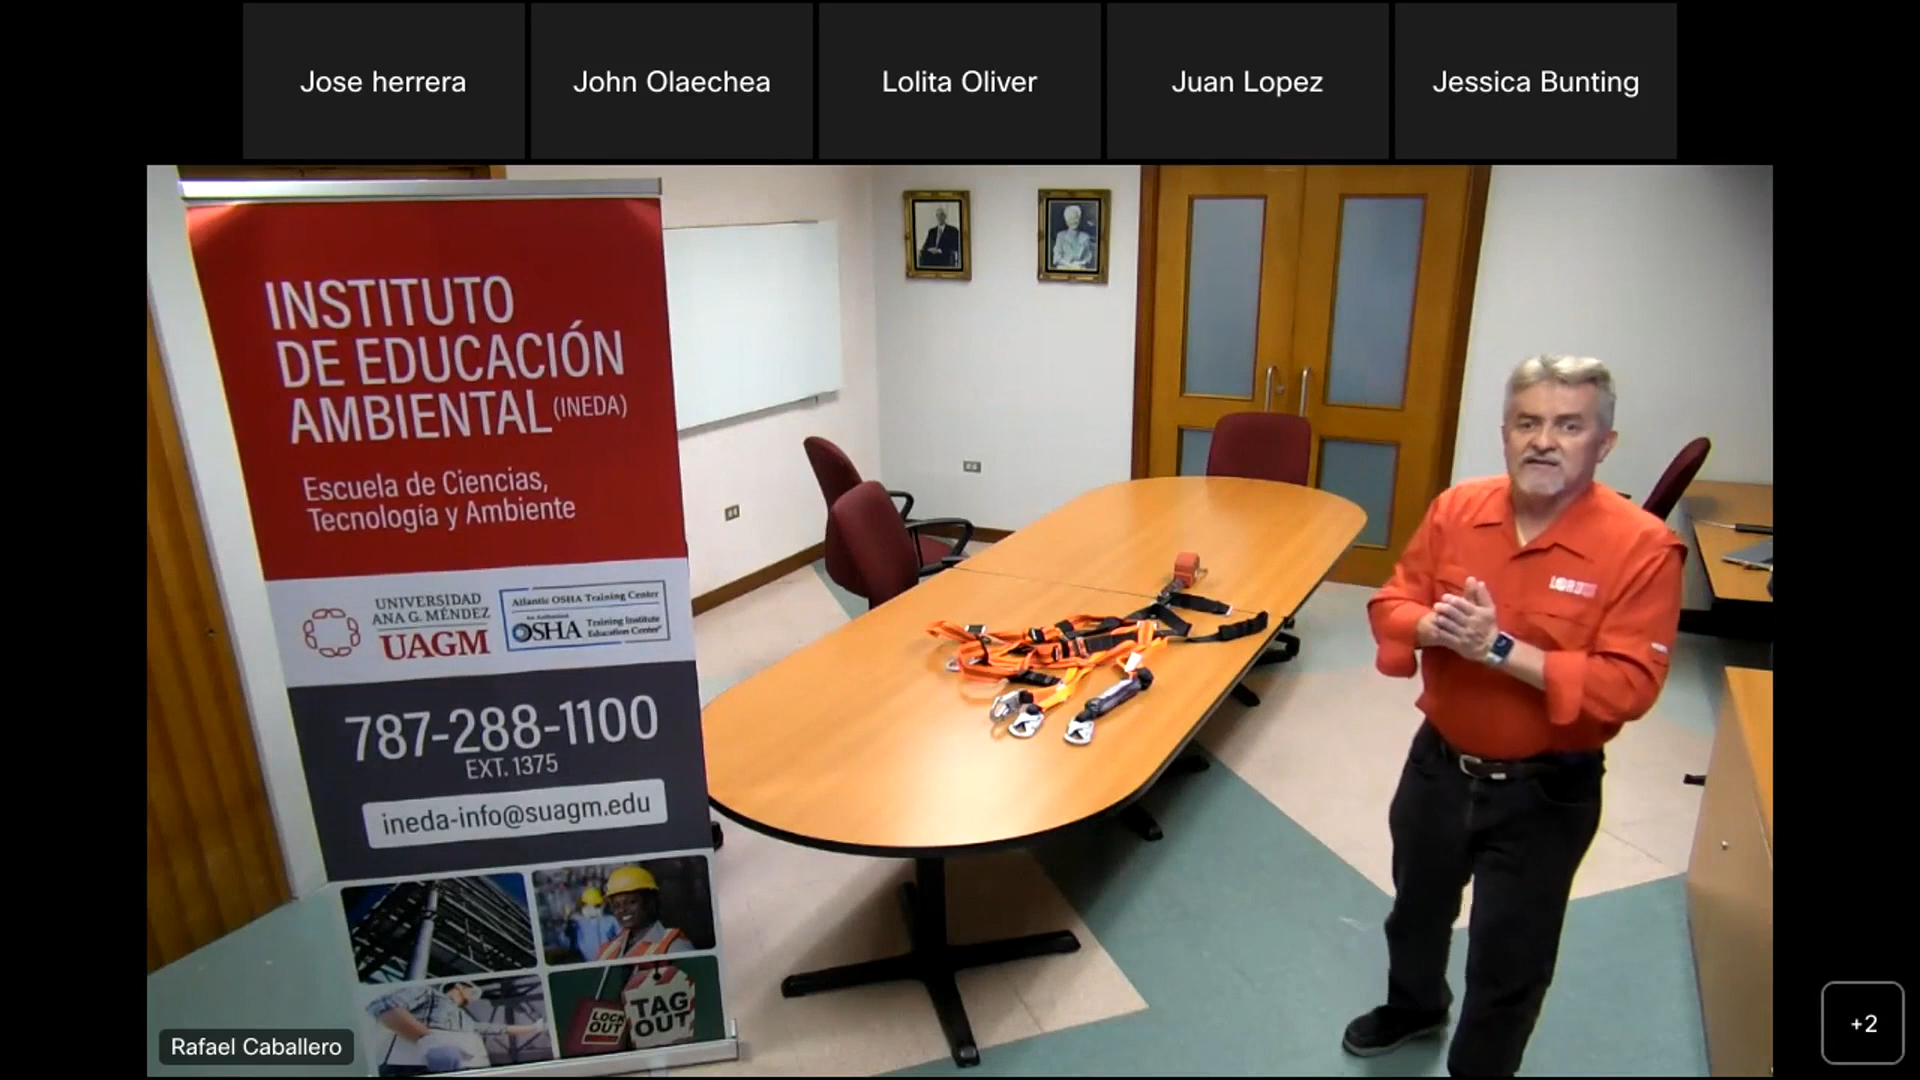 Jose herrera
John Olaechea
Lolita Oliver
Juan Lopez
Jessica Bunting
INSTITUTO
DE EDUCACIÓN
AMBIENTAL (INEDA)
Escuela de Ciencias,
Tecnología y Ambiente
UNIVERSIDAD
ANA G. MÉNDEZ
UAGM
Atlantic OSHA Training Center
OSHA
Training Institute
Education Center
787-288-1100
EXT. 1375
ineda-info@suagm.edu
LOCK
OUT
TAG
OUT
Rafael Caballero
+2